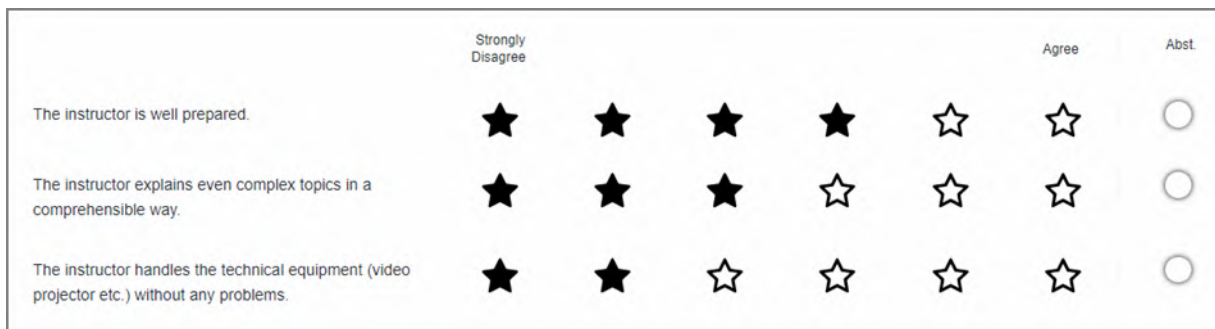 Strongly
Disagree
Agree
Abst.
The instructor is well prepared.
The instructor explains even complex topics in a
comprehensible way.
The instructor handles the technical equipment (video
projector etc.) without any problems.